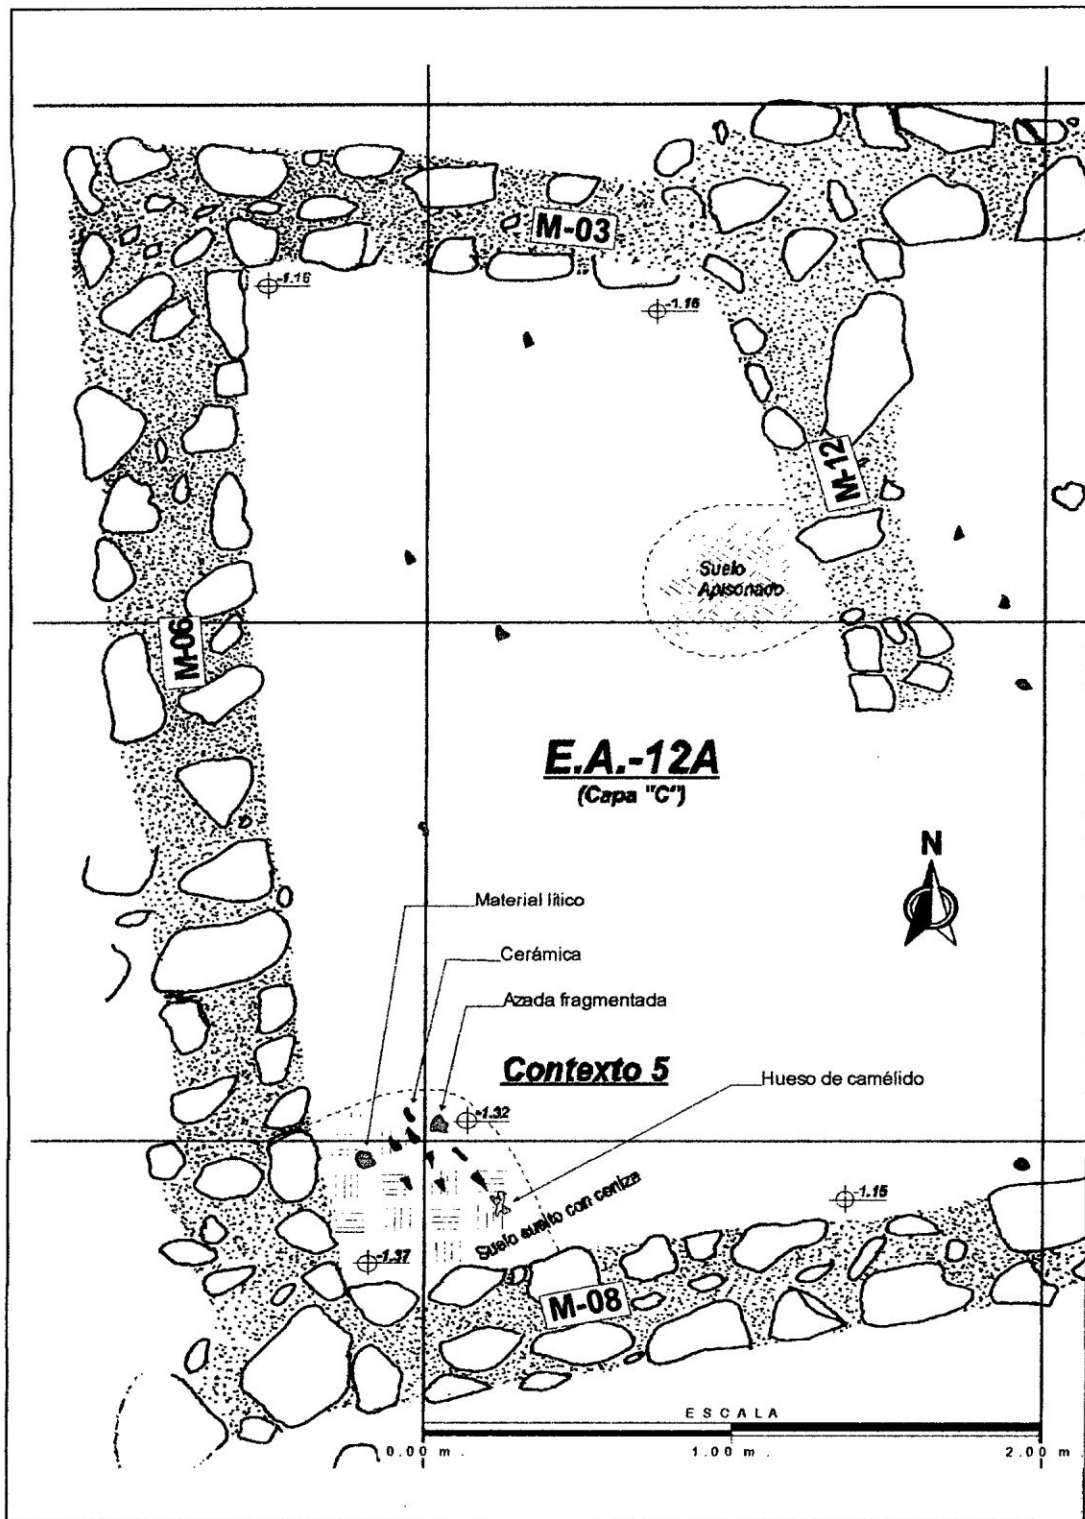 M-03
-1.16
-1.16
M-12
Suelo
Apisonado
M-06
E.A.-12A
(Capa "C")
N
Material lítico
Cerámica
Azada fragmentada
Contexto 5
Hueso de camélido
-1.32
-1.15
Suelo suelto con ceniza
-1.37
M-08
ESCALA
0.00 m.
1.00 m.
2.00 m